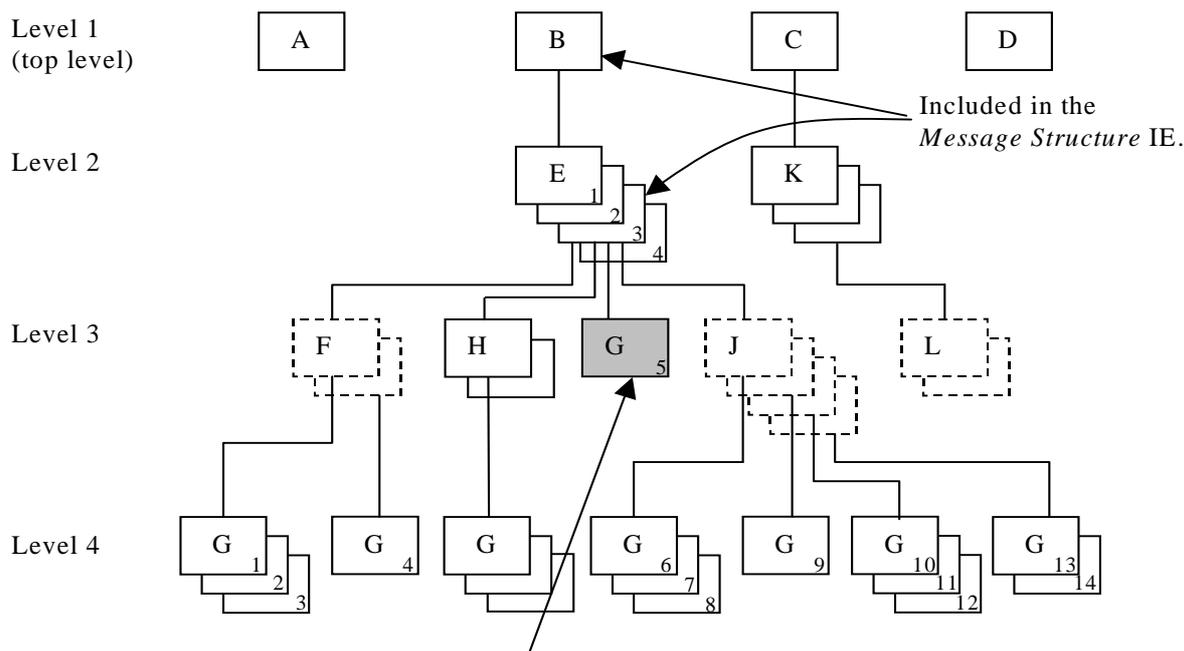 Level 1
(top level)
A
B
C
D
Included in the
Message Structure IE.
Level 2
E
1
2
3
4
K
Level 3
F
H
G
5
J
L
Level 4
G
1
2
3
G
4
G
G
6
7
8
G
9
G
10
11
12
G
13
14